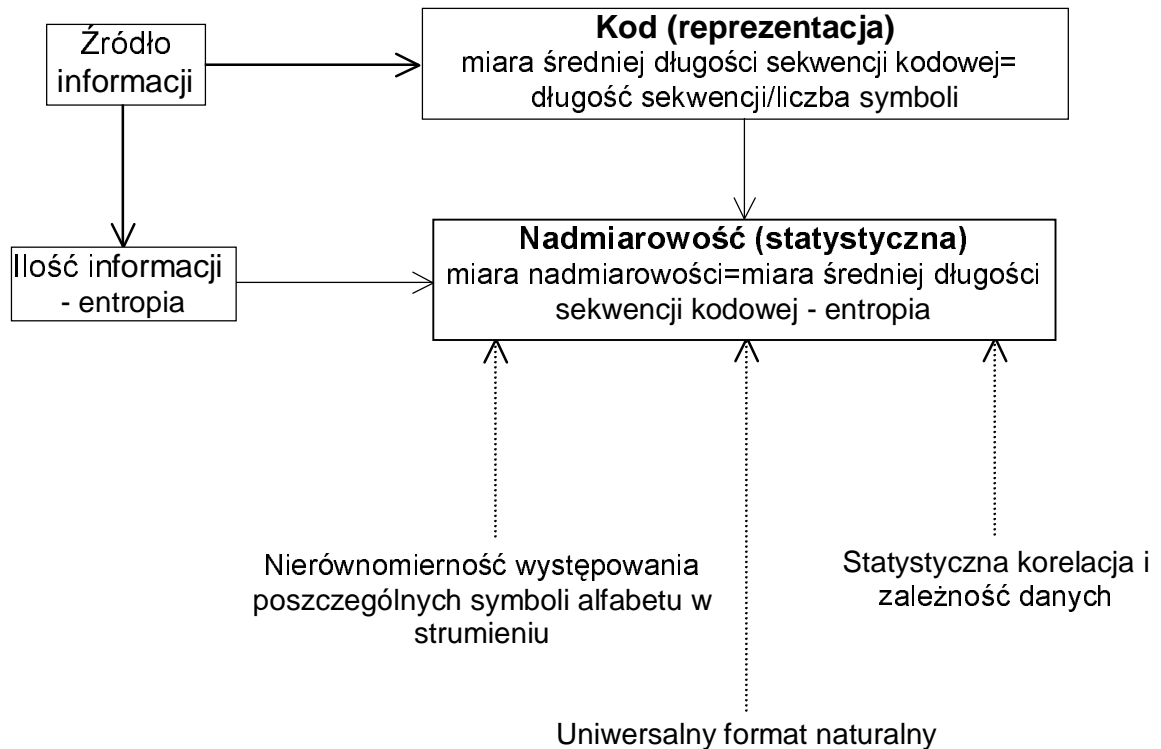 Źródło
informacji
Kod (reprezentacja)
miara średniej długości sekwencji kodowej=
długość sekwencji/liczba symboli
Ilość informacji
- entropia
Nadmiarowość (statystyczna)
miara nadmiarowości=miara średniej długości
sekwencji kodowej - entropia
Nierównomierność występowania
poszczególnych symboli alfabetu w
strumieniu
Statystyczna korelacja i
zależność danych
Uniwersalny format naturalny